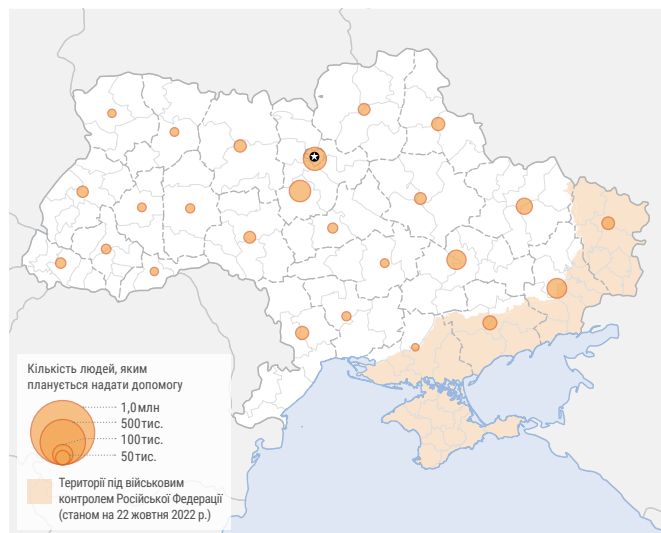 Кількість людей, яким
планується надати допомогу
1,0 млн
500 тис.
100 тис.
50 тис.
Території під військовим
контролем Російської Федерації
(станом на 22 жовтня 2022 р.)